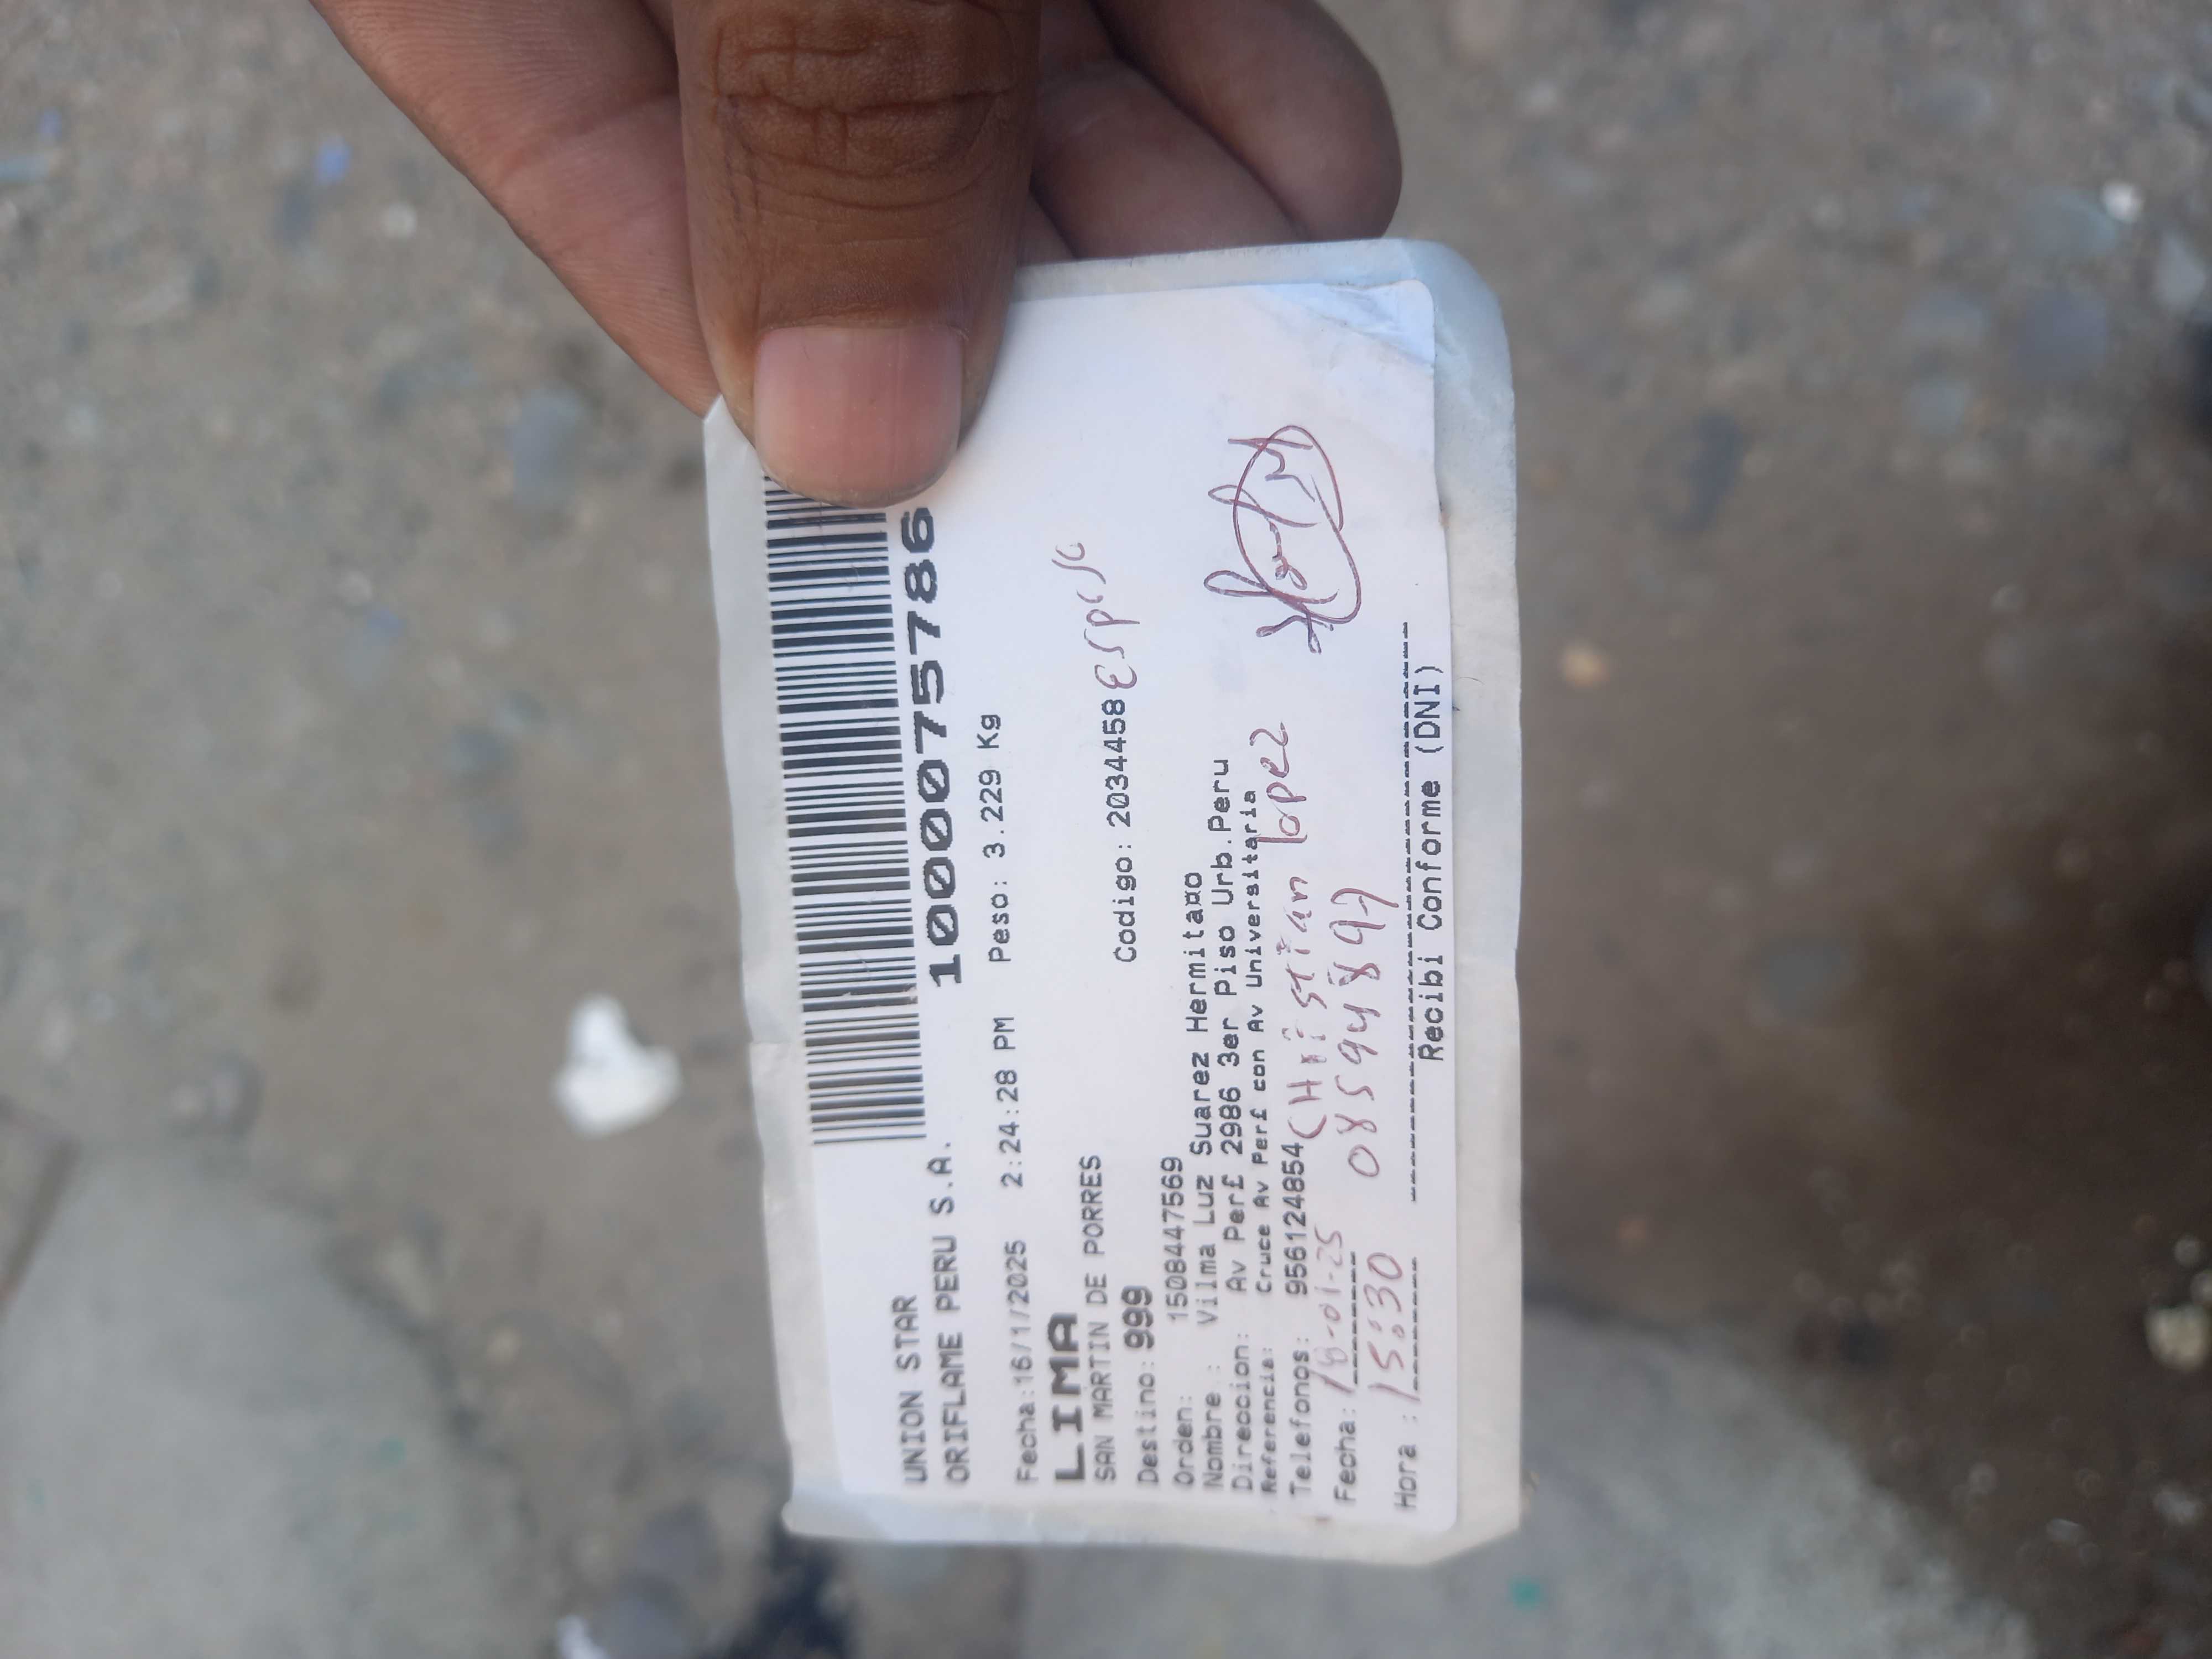 1000075786
UNION STAR
ORIFLAME PERU S.A.
Fecha:16/1/2025 2:24:28 PM Peso: 3.229 Kg
LIMA
SAN MARTIN DE PORRES
Destino: 999 Codigo: 2034458 Esposo
Orden: 1508447569
Nombre : Vilma Luz Suarez Hermita¤o
Direccion: Av Per£ 2986 3er Piso Urb.Peru
Referencia: Cruce Av Per£ con Av Universitaria
Telefonos: 956124854 CHristian lopez
Fecha: 18-01-25 08594897
Hora : 15:30
Recibi Conforme (DNI)